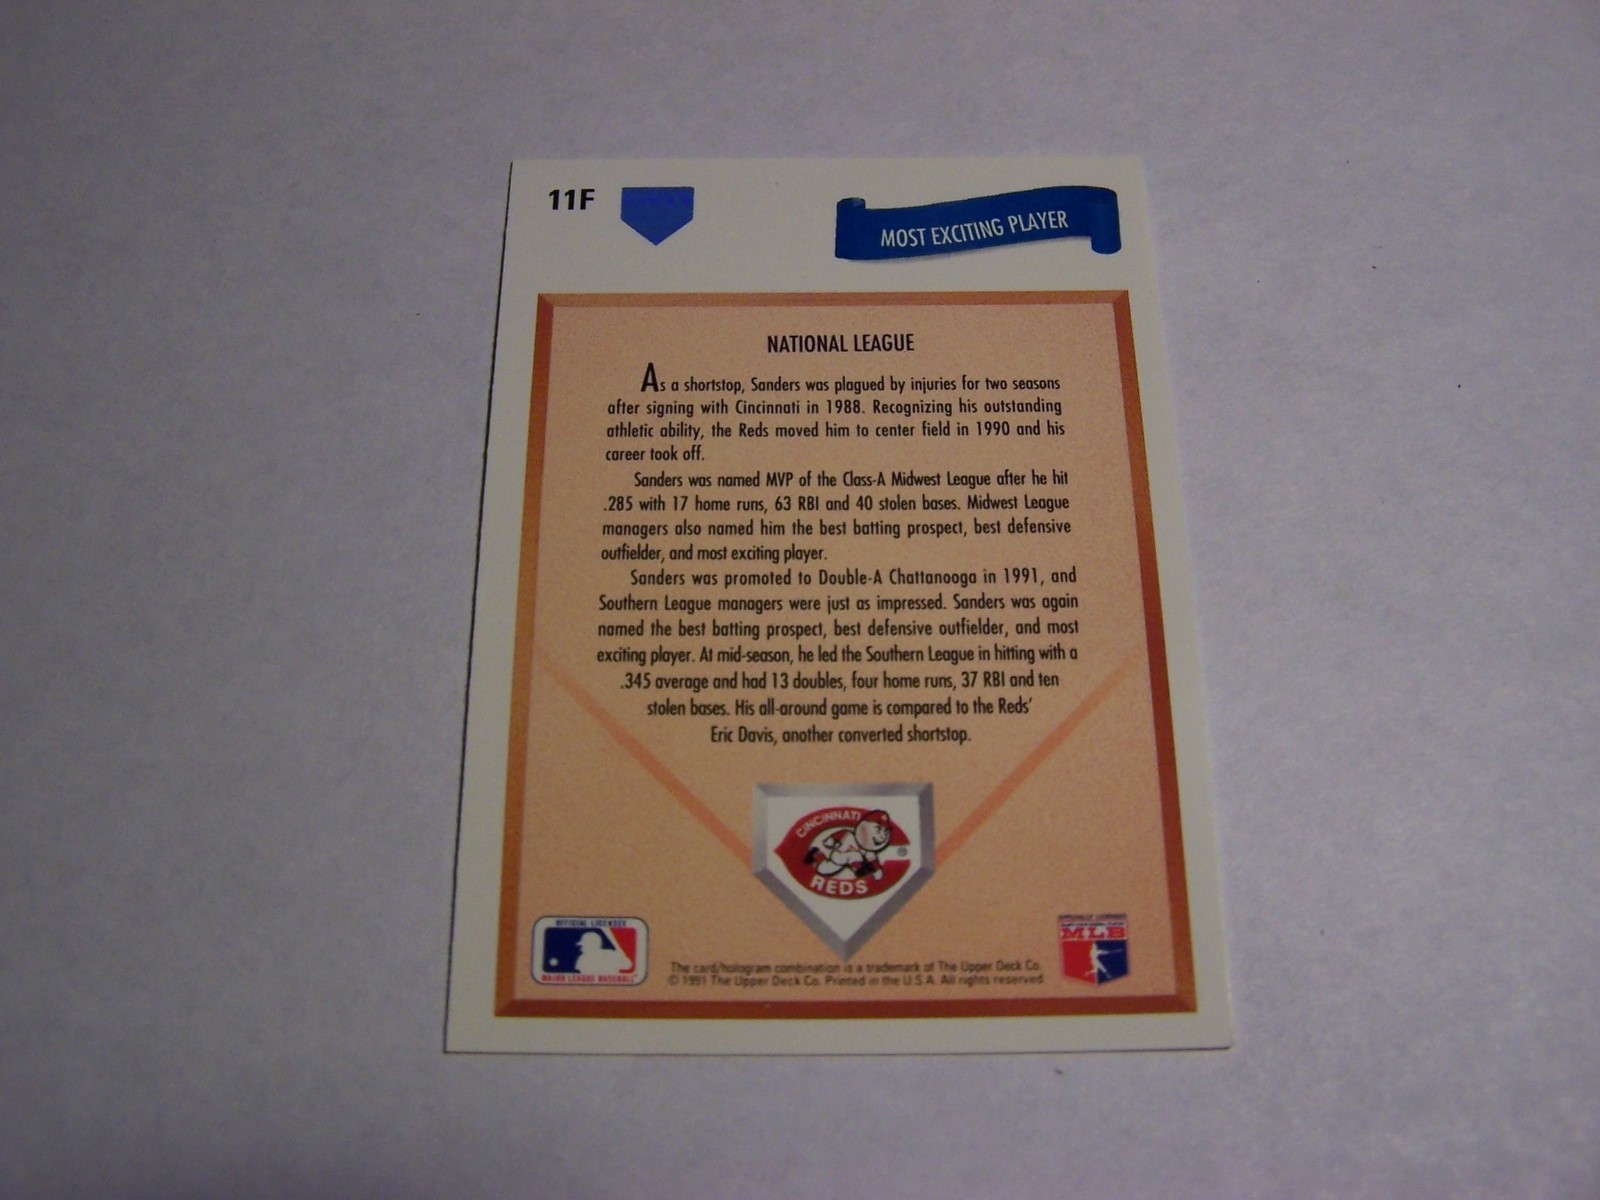 11F
MOST EXCITING PLAYER
NATIONAL LEAGUE
As a shortstop, Sanders was plagued by injuries for two seasons
after signing with Cincinnati in 1988. Recognizing his outstanding
athletic ability, the Reds moved him to center field in 1990 and his
career took off.
Sanders was named MVP of the Class-A Midwest League after he hit
.285 with 17 home runs, 63 RBI and 40 stolen bases. Midwest League
managers also named him the best batting prospect, best defensive
outfielder, and most exciting player.
Sanders was promoted to Double-A Chattanooga in 1991, and
Southern League managers were just as impressed. Sanders was again
named the best batting prospect, best defensive outfielder, and most
exciting player. At mid-season, he led the Southern League in hitting with a
.345 average and had 13 doubles, four home runs, 37 RBI and ten
stolen bases. His all-around game is compared to the Reds'
Eric Davis, another converted shortstop.
CINCINNATI
REDS
®
OFFICIAL LICENSEE
MAJOR LEAGUE BASEBALL
The card/hologram combination is a trademark of The Upper Deck Co.
© 1991 The Upper Deck Co. Printed in the U.S.A. All rights reserved.
MLB